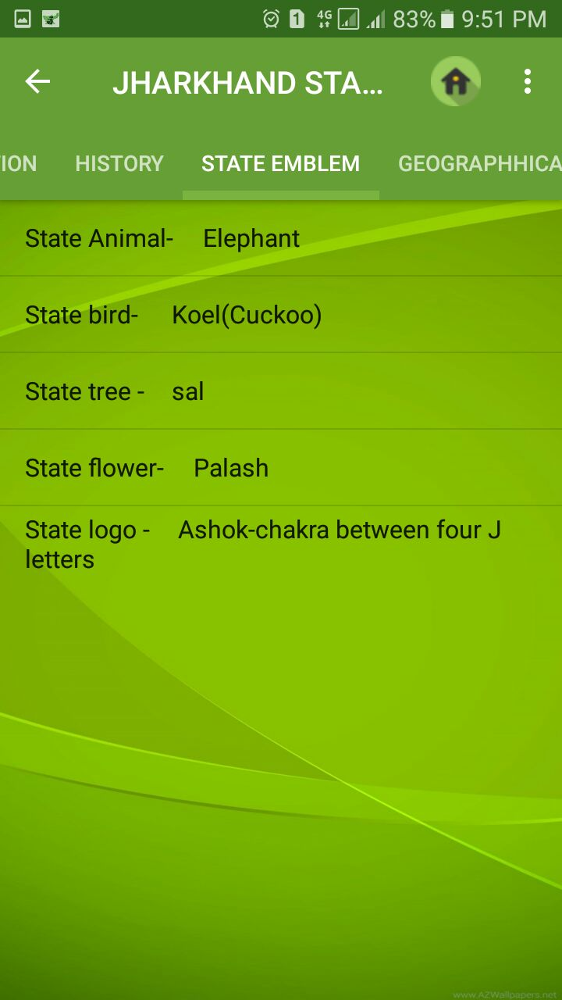 1 4G 83% 9:51 PM
JHARKHAND STA...
ION HISTORY STATE EMBLEM GEOGRAPHHICA
State Animal- Elephant
State bird- Koel(Cuckoo)
State tree - sal
State flower- Palash
State logo - Ashok-chakra between four J
letters
www.AZWallpapers.net